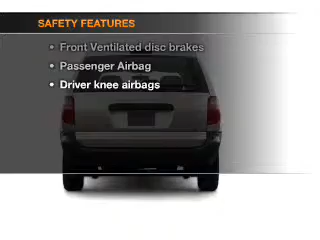 SAFETY FEATURES
• Front Ventilated disc brakes
• Passenger Airbag
• Driver knee airbags